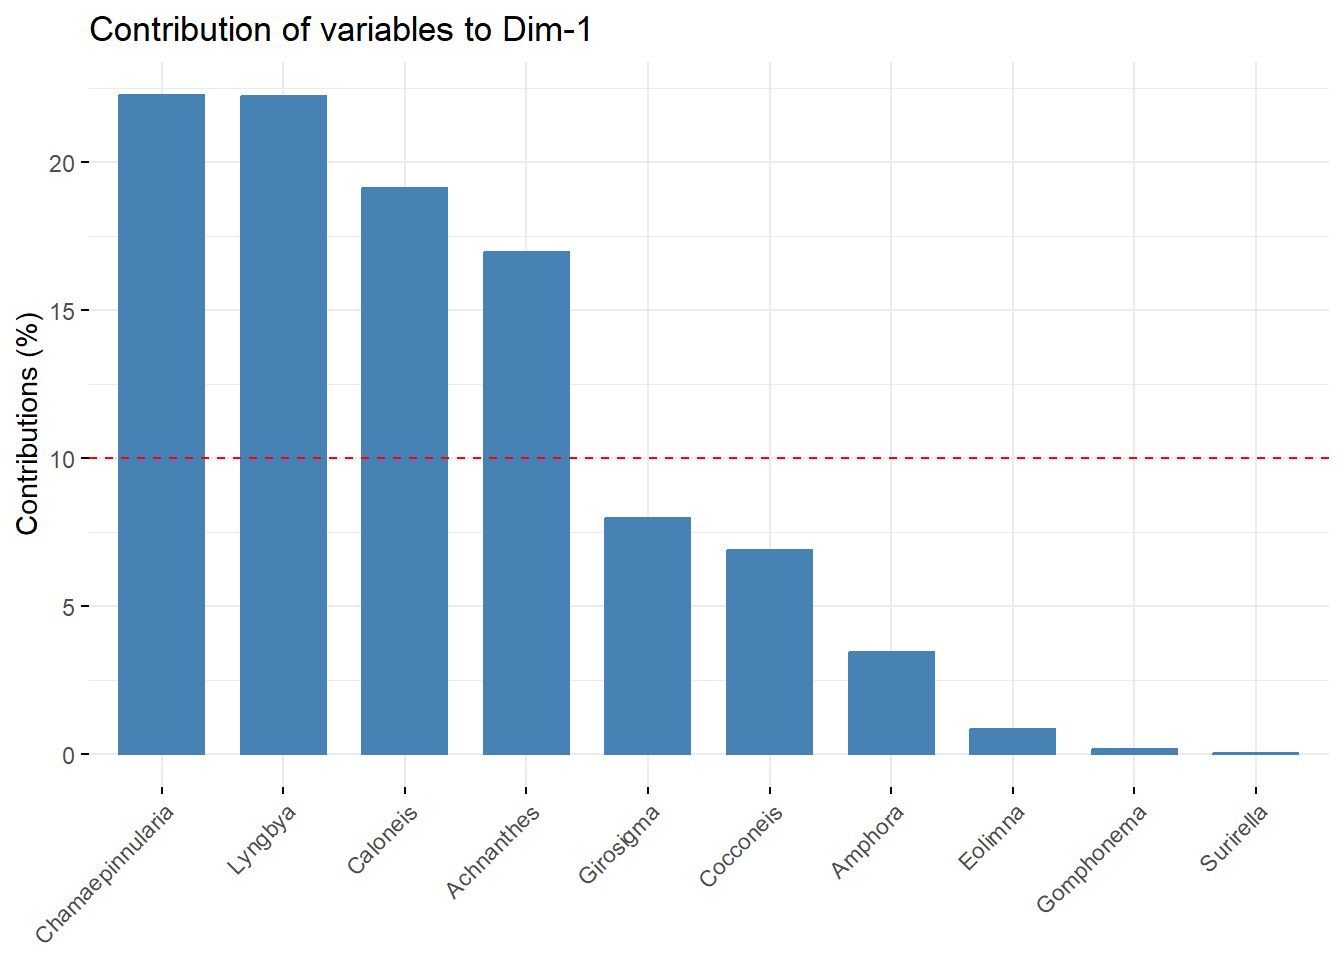 Contribution of variables to Dim-1
Contributions (%)
20
15
10
5
0
Chamaepinnularia
Lyngbya
Caloneis
Achnanthes
Girosigma
Cocconeis
Amphora
Eolimna
Gomphonema
Surirella